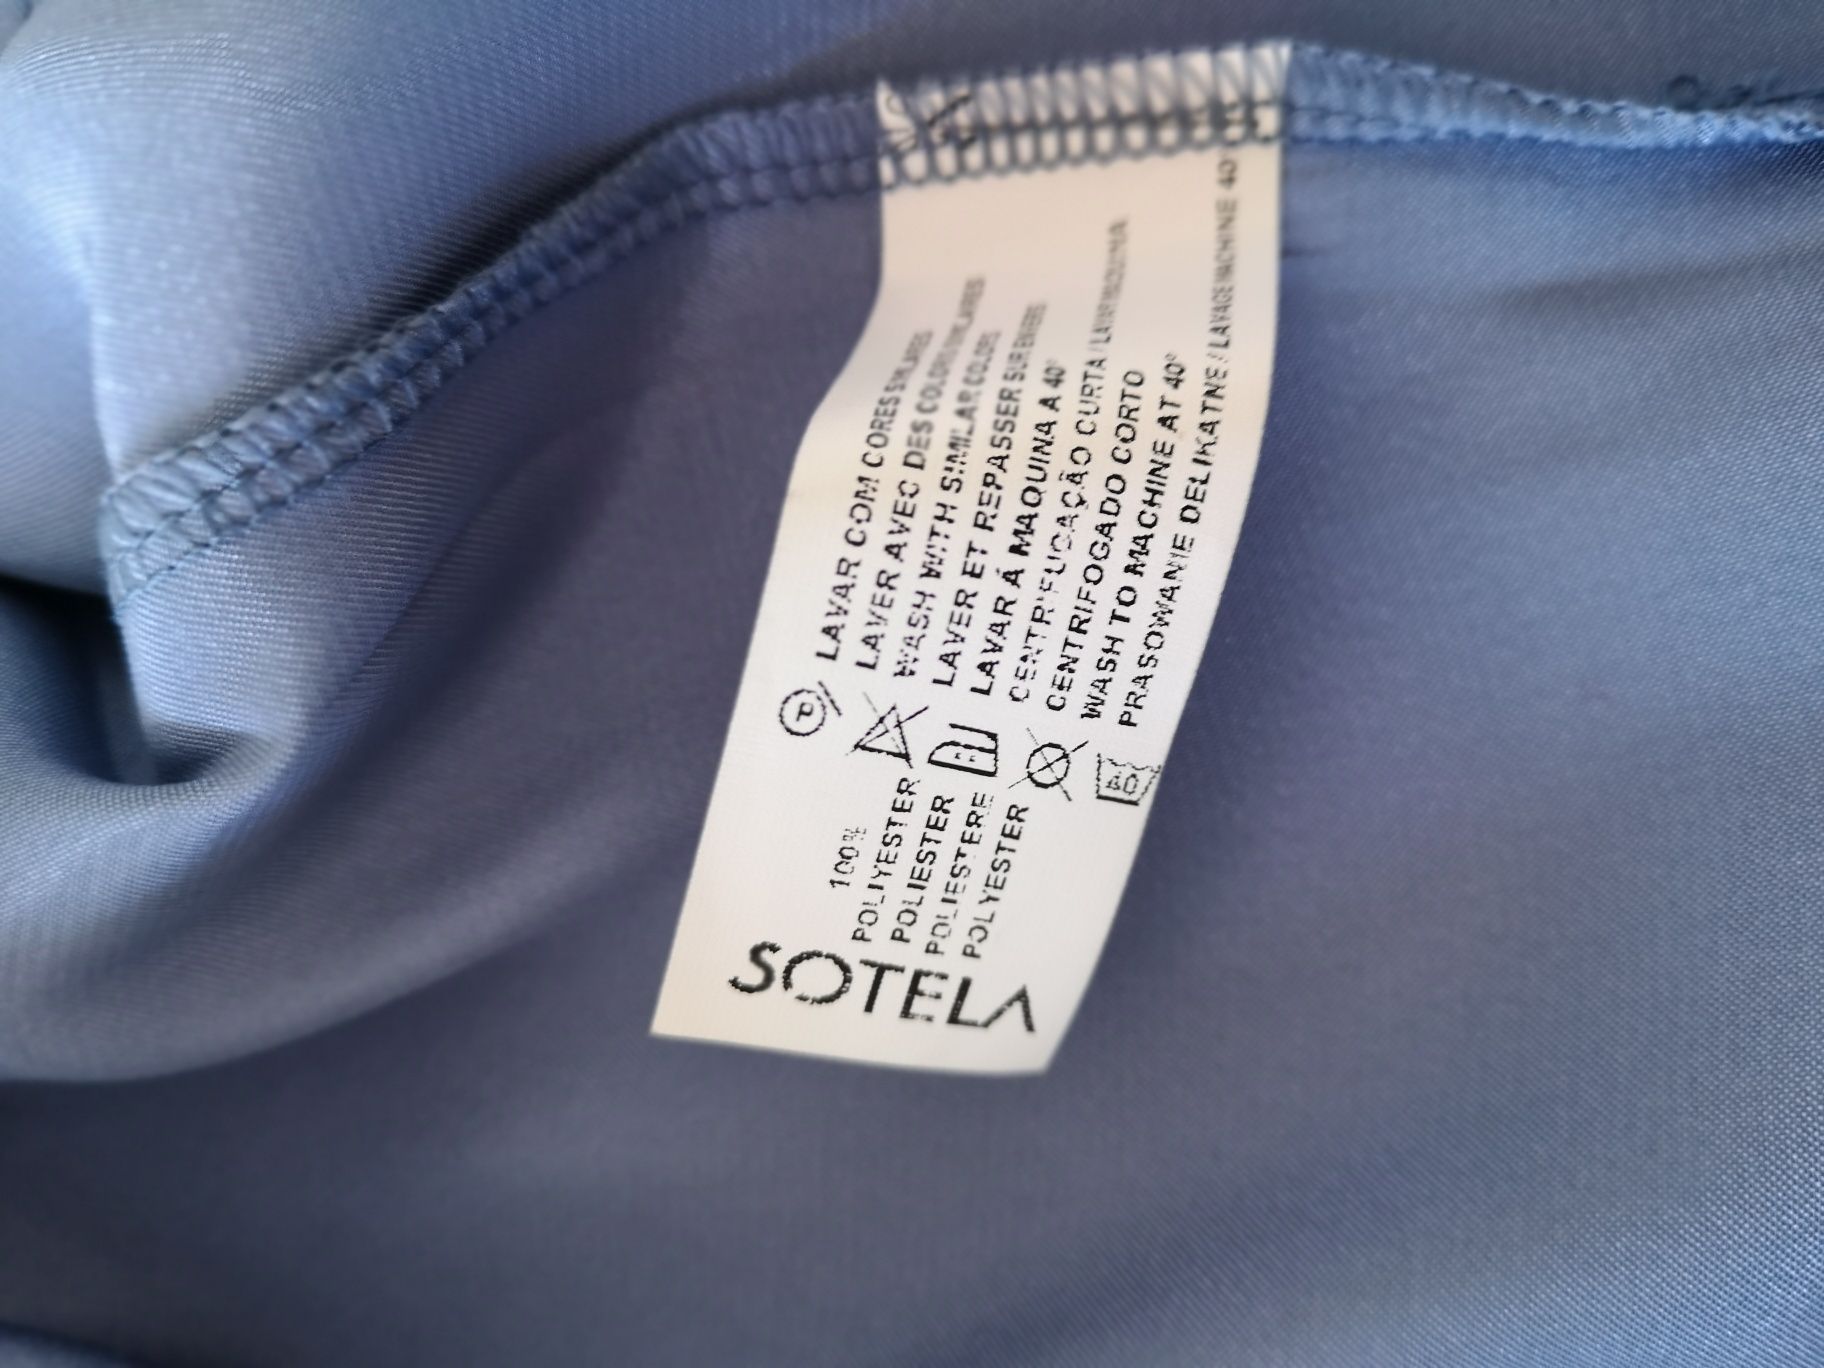 SOTELA
100%
POLIYESTER
POLIESTER
POLIESTERE
POLYESTER
@
40
LAVAR COM CORES SIMILARES
LAVER AVEC DES COLORIS SIMILAIRES
WASH WITH SIMILAR COLORS
LAVER ET REPASSER SUR ENVERS
LAVAR Á MAQUINA A 40°
CENTRIFUGAÇÃO CURTA / LAVAR MAQUINA
CENTRIFOGADO CORTO
WASH TO MACHINE AT 40°
PRASOWANIE DELIKATNE / LAVAGE MACHINE 40°